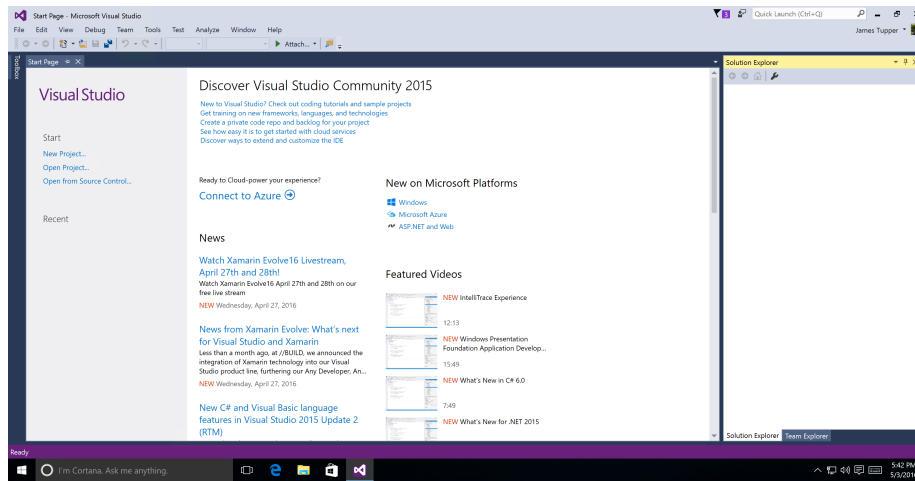 Start Page - Microsoft Visual Studio
3
Quick Launch (Ctrl+Q)
File Edit View Debug Team Tools Test Analyze Window Help
James Tupper
Attach...
Toolbox
Start Page
Solution Explorer
Visual Studio
Start
New Project...
Open Project...
Open from Source Control...
Recent
Discover Visual Studio Community 2015
New to Visual Studio? Check out coding tutorials and sample projects
Get training on new frameworks, languages, and technologies
Create a private code repo and backlog for your project
See how easy it is to get started with cloud services
Discover ways to extend and customize the IDE
Ready to Cloud-power your experience?
Connect to Azure
News
Watch Xamarin Evolve16 Livestream,
April 27th and 28th!
Watch Xamarin Evolve16 April 27th and 28th on our
free live stream
NEW Wednesday, April 27, 2016
News from Xamarin Evolve: What's next
for Visual Studio and Xamarin
Less than a month ago, at //BUILD, we announced the
integration of Xamarin technology into our Visual
Studio product line, furthering our Any Developer, An...
NEW Wednesday, April 27, 2016
New C# and Visual Basic language
features in Visual Studio 2015 Update 2
(RTM)
New on Microsoft Platforms
Windows
Microsoft Azure
ASP.NET and Web
Featured Videos
NEW IntelliTrace Experience
12:13
NEW Windows Presentation
Foundation Application Develop...
15:49
NEW What's New in C# 6.0
7:49
NEW What's New for .NET 2015
Solution Explorer Team Explorer
Ready
I'm Cortana. Ask me anything.
5:42 PM
5/3/2016